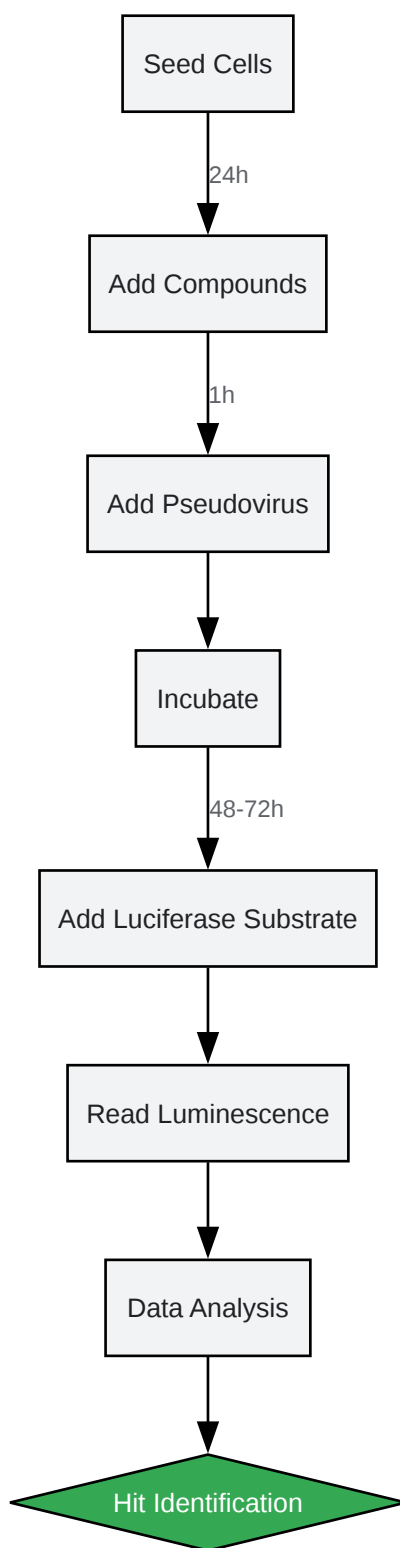 Seed Cells
24h
Add Compounds
1h
Add Pseudovirus
Incubate
48-72h
Add Luciferase Substrate
Read Luminescence
Data Analysis
Hit Identification